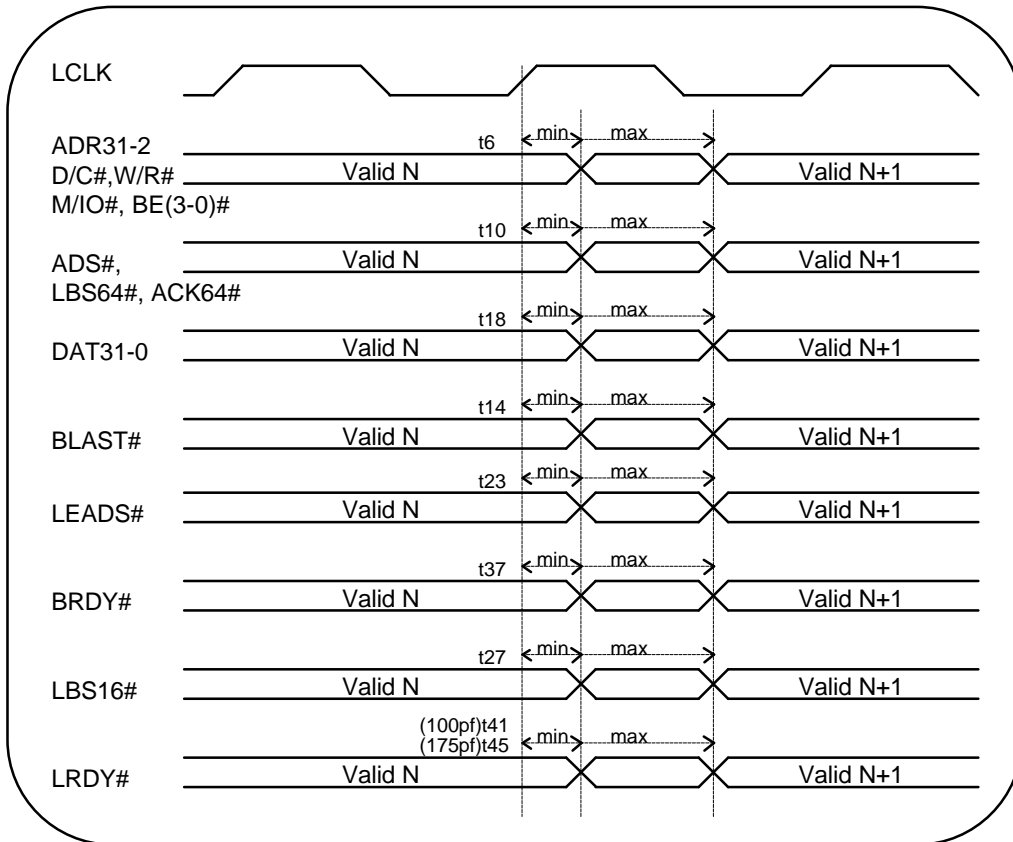 LCLK
ADR31-2
D/C#,W/R#
M/IO#, BE(3-0)#
t6 min max
Valid N Valid N+1
ADS#,
LBS64#, ACK64#
t10 min max
Valid N Valid N+1
DAT31-0
t18 min max
Valid N Valid N+1
BLAST#
t14 min max
Valid N Valid N+1
LEADS#
t23 min max
Valid N Valid N+1
BRDY#
t37 min max
Valid N Valid N+1
LBS16#
t27 min max
Valid N Valid N+1
LRDY#
(100pf)t41
(175pf)t45 min max
Valid N Valid N+1